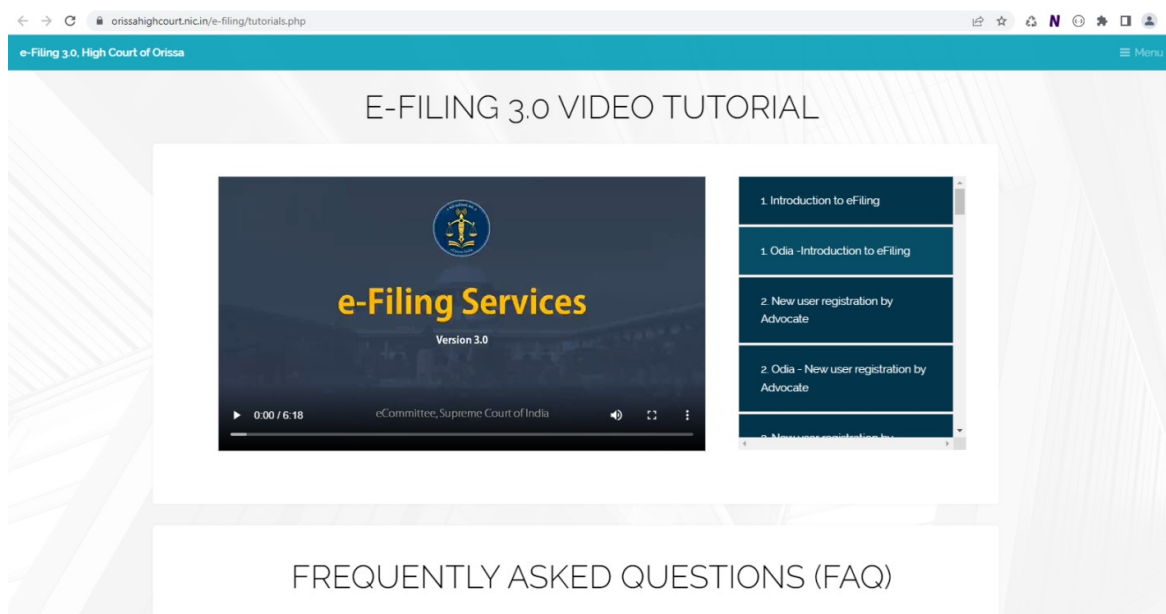 orissahighcourt.nic.in/e-filing/tutorials.php
e-Filing 3.0, High Court of Orissa
Menu
E-FILING 3.0 VIDEO TUTORIAL
e-Filing Services
Version 3.0
0:00 / 6:18
eCommittee, Supreme Court of India
1. Introduction to eFiling
1. Odia -Introduction to eFiling
2. New user registration by
Advocate
2. Odia - New user registration by
Advocate
FREQUENTLY ASKED QUESTIONS (FAQ)